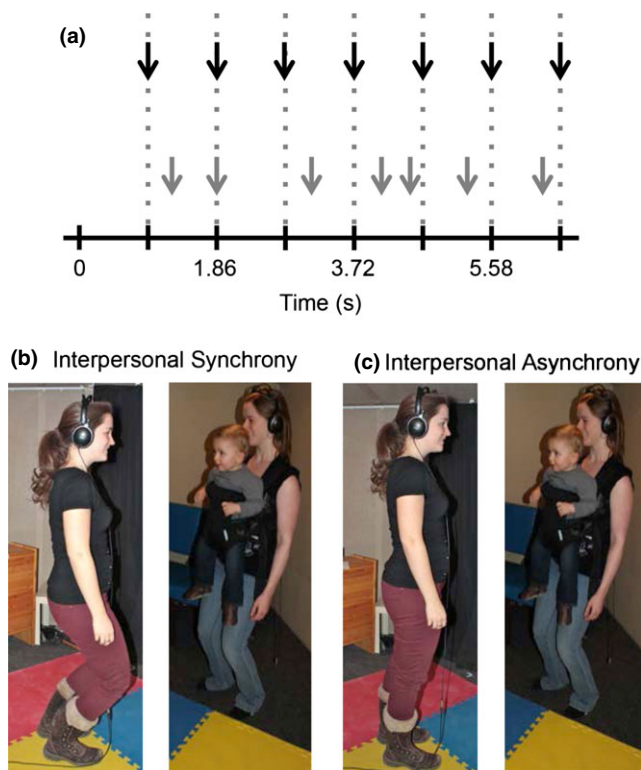 (a)
0 1.86 3.72 5.58
Time (s)
(b) Interpersonal Synchrony
(c) Interpersonal Asynchrony